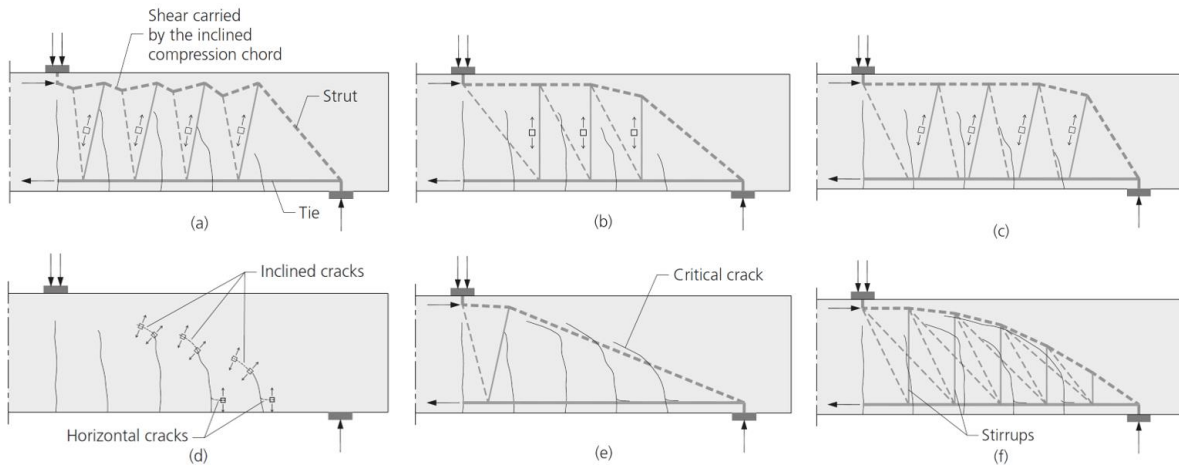 Shear carried
by the inclined
compression chord
Strut
Tie
(a)
(b)
(c)
Inclined cracks
Horizontal cracks
(d)
Critical crack
(e)
Stirrups
(f)